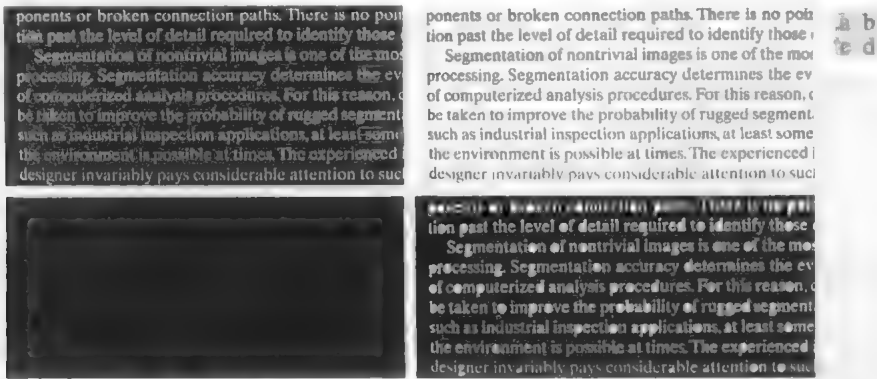 ponents or broken connection paths. There is no poin
tion past the level of detail required to identify those
Segmentation of nontrivial images is one of the mos
processing. Segmentation accuracy determines the ev
of computerized analysis procedures. For this reason, c
be taken to improve the probability of rugged segment
such as industrial inspection applications, at least some
the environment is possible at times. The experienced i
designer invariably pays considerable attention to suc
ponents or broken connection paths. There is no poin
tion past the level of detail required to identify those
Segmentation of nontrivial images is one of the mos
processing. Segmentation accuracy determines the ev
of computerized analysis procedures. For this reason, c
be taken to improve the probability of rugged segment
such as industrial inspection applications, at least some
the environment is possible at times. The experienced i
designer invariably pays considerable attention to sucl
a b
c d
tion past the level of detail required to identify those
Segmentation of nontrivial images is one of the mos
processing. Segmentation accuracy determines the ev
of computerized analysis procedures. For this reason, c
be taken to improve the probability of rugged segment
such as industrial inspection applications, at least some
the environment is possible at times. The experienced i
designer invariably pays considerable attention to suc